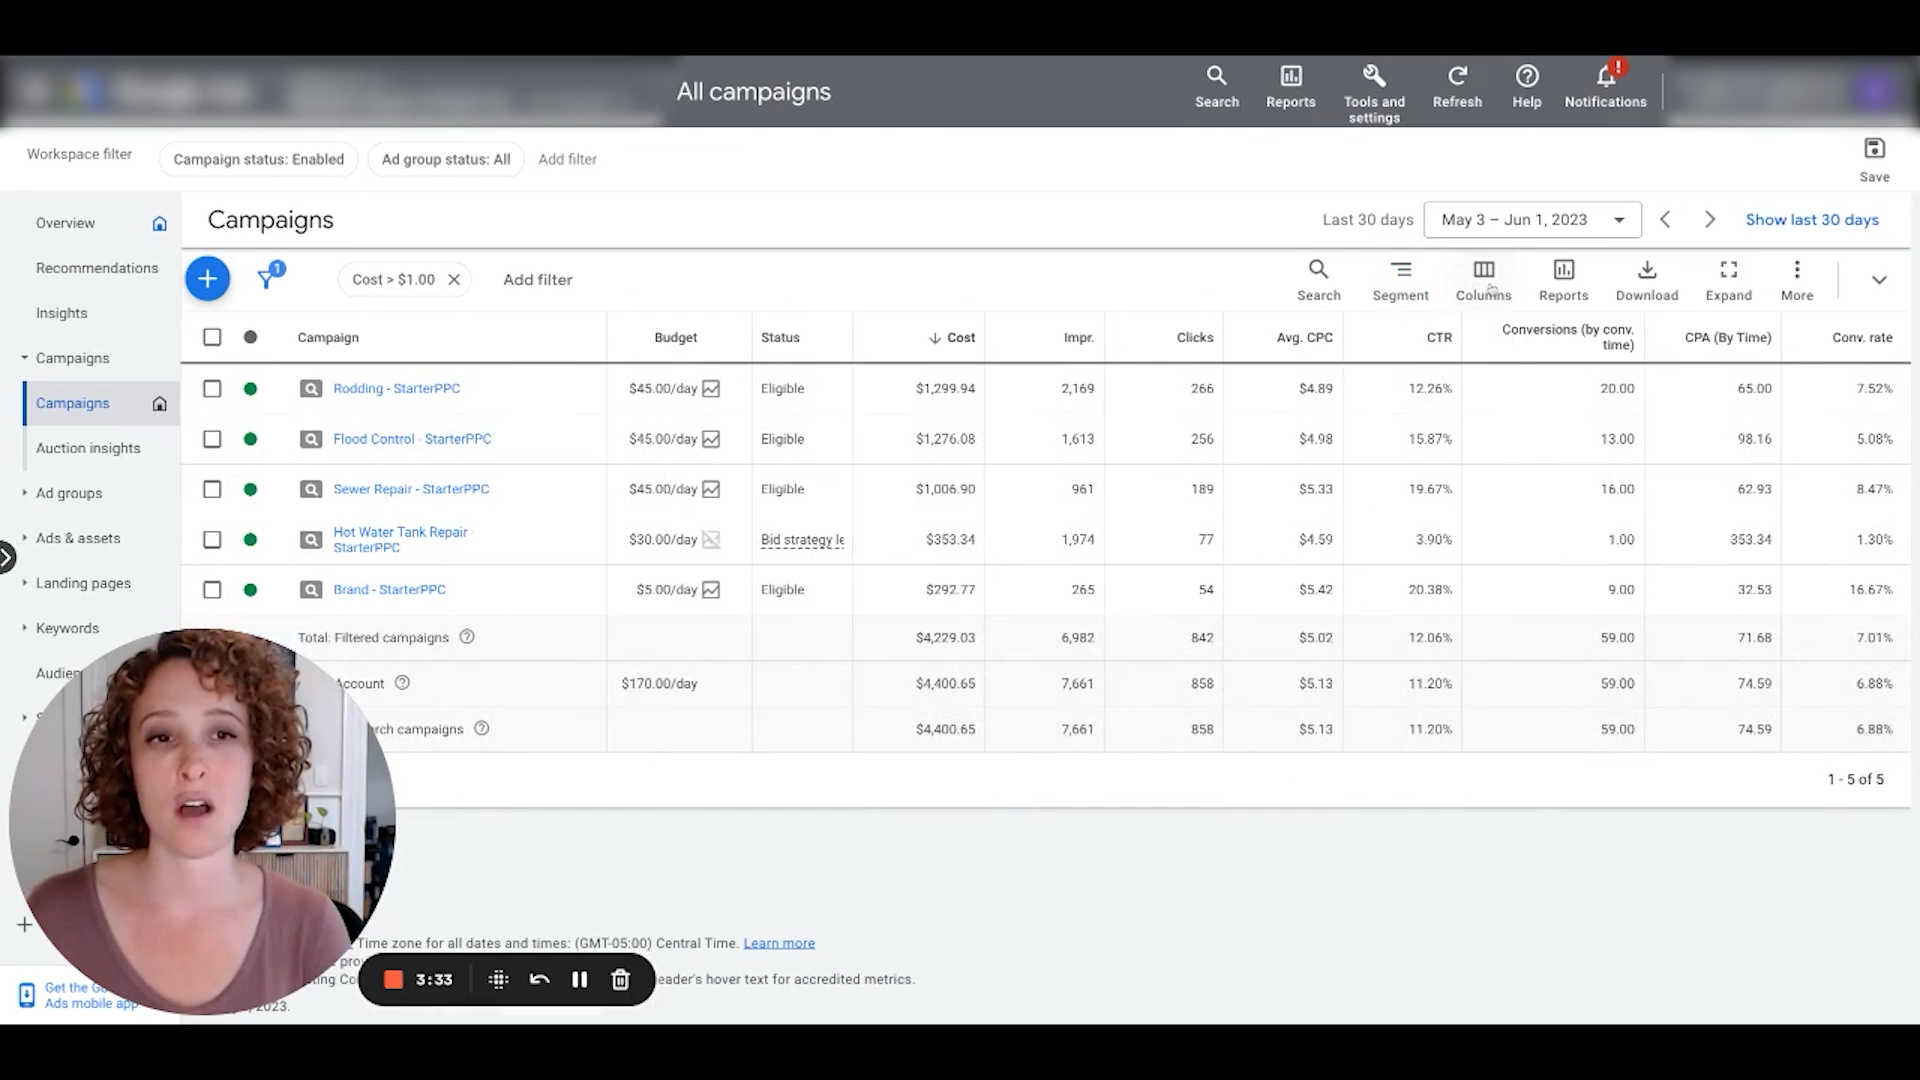 All campaigns
Search
Reports
Tools and
settings
Refresh
Help
!
Notifications
Workspace filter
Campaign status: Enabled
Ad group status: All
Add filter
Save
Overview
Recommendations
Insights
Campaigns
Campaigns
Auction insights
Ad groups
Ads & assets
Landing pages
Keywords
Campaigns
Last 30 days
May 3 – Jun 1, 2023
Show last 30 days
1
Cost > $1.00
Add filter
Search
Segment
Columns
Reports
Download
Expand
More
Campaign Budget Status Cost Impr. Clicks Avg. CPC CTR Conversions (by conv.
time) CPA (By Time) Conv. rate
Rodding - StarterPPC $45.00/day Eligible $1,299.94 2,169 266 $4.89 12.26% 20.00 65.00 7.52%
Flood Control - StarterPPC $45.00/day Eligible $1,276.08 1,613 256 $4.98 15.87% 13.00 98.16 5.08%
Sewer Repair - StarterPPC $45.00/day Eligible $1,006.90 961 189 $5.33 19.67% 16.00 62.93 8.47%
Hot Water Tank Repair -
StarterPPC $30.00/day Bid strategy le $353.34 1,974 77 $4.59 3.90% 1.00 353.34 1.30%
Brand - StarterPPC $5.00/day Eligible $292.77 265 54 $5.42 20.38% 9.00 32.53 16.67%
Total: Filtered campaigns $4,229.03 6,982 842 $5.02 12.06% 59.00 71.68 7.01%
Account $170.00/day $4,400.65 7,661 858 $5.13 11.20% 59.00 74.59 6.88%
rch campaigns $4,400.65 7,661 858 $5.13 11.20% 59.00 74.59 6.88%
1 - 5 of 5
Time zone for all dates and times: (GMT-05:00) Central Time. Learn more
eader's hover text for accredited metrics.
2023.
Get the Go
Ads mobile app
3:33